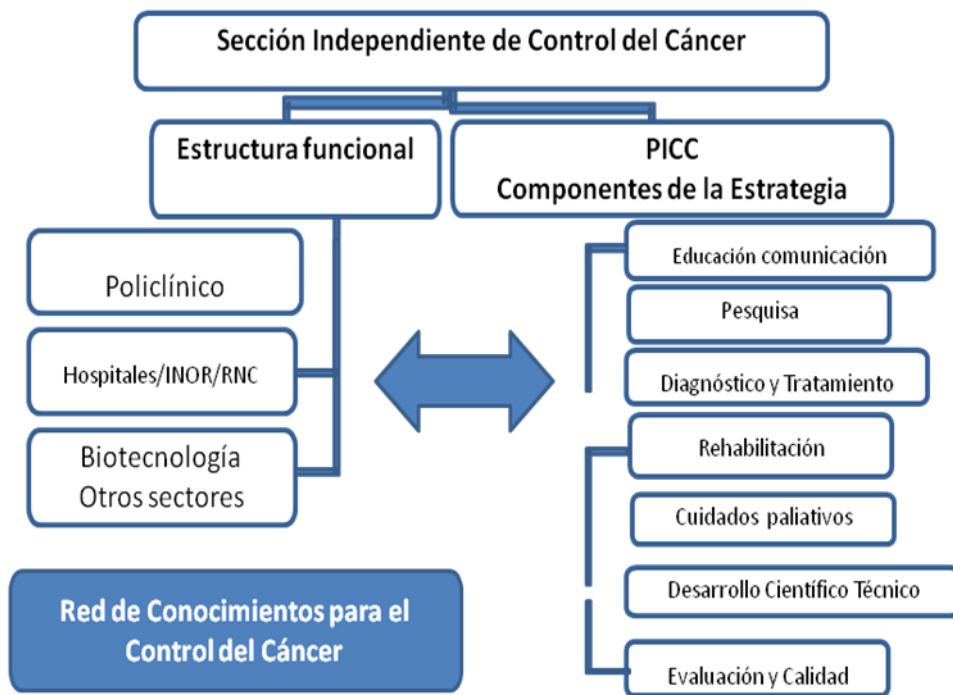 Sección Independiente de Control del Cáncer
Estructura funcional
PICC
Componentes de la Estrategia
Policlínico
Hospitales/INOR/RNC
Biotecnología
Otros sectores
Red de Conocimientos para el
Control del Cáncer
Educación comunicación
Pesquisa
Diagnóstico y Tratamiento
Rehabilitación
Cuidados paliativos
Desarrollo Científico Técnico
Evaluación y Calidad